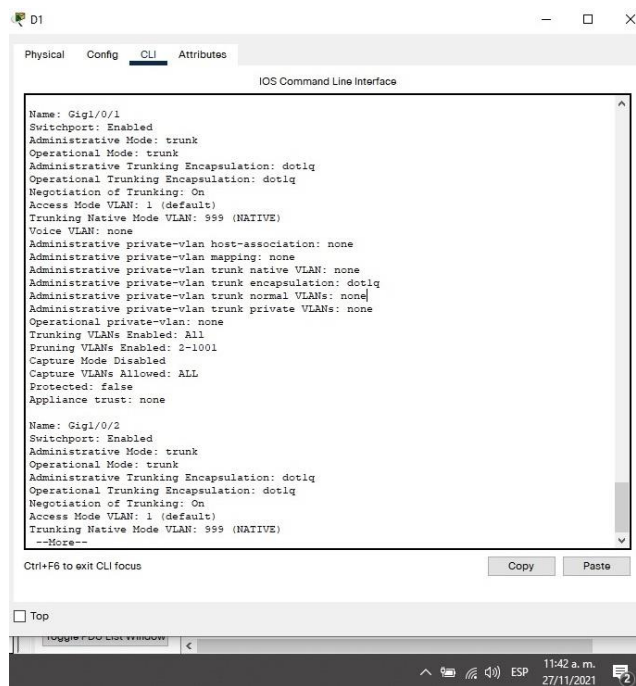 D1
Physical Config CLI Attributes
IOS Command Line Interface
Name: Gig1/0/1
Switchport: Enabled
Administrative Mode: trunk
Operational Mode: trunk
Administrative Trunking Encapsulation: dot1q
Operational Trunking Encapsulation: dot1q
Negotiation of Trunking: On
Access Mode VLAN: 1 (default)
Trunking Native Mode VLAN: 999 (NATIVE)
Voice VLAN: none
Administrative private-vlan host-association: none
Administrative private-vlan mapping: none
Administrative private-vlan trunk native VLAN: none
Administrative private-vlan trunk encapsulation: dot1q
Administrative private-vlan trunk normal VLANs: none
Administrative private-vlan trunk private VLANs: none
Operational private-vlan: none
Trunking VLANs Enabled: All
Pruning VLANs Enabled: 2-1001
Capture Mode Disabled
Capture VLANs Allowed: ALL
Protected: false
Appliance trust: none
Name: Gig1/0/2
Switchport: Enabled
Administrative Mode: trunk
Operational Mode: trunk
Administrative Trunking Encapsulation: dot1q
Operational Trunking Encapsulation: dot1q
Negotiation of Trunking: On
Access Mode VLAN: 1 (default)
Trunking Native Mode VLAN: 999 (NATIVE)
--More--
Ctrl+F6 to exit CLI focus
Copy Paste
Top
Toggle PDU List Window
ESP 11:42 a. m.
27/11/2021
2